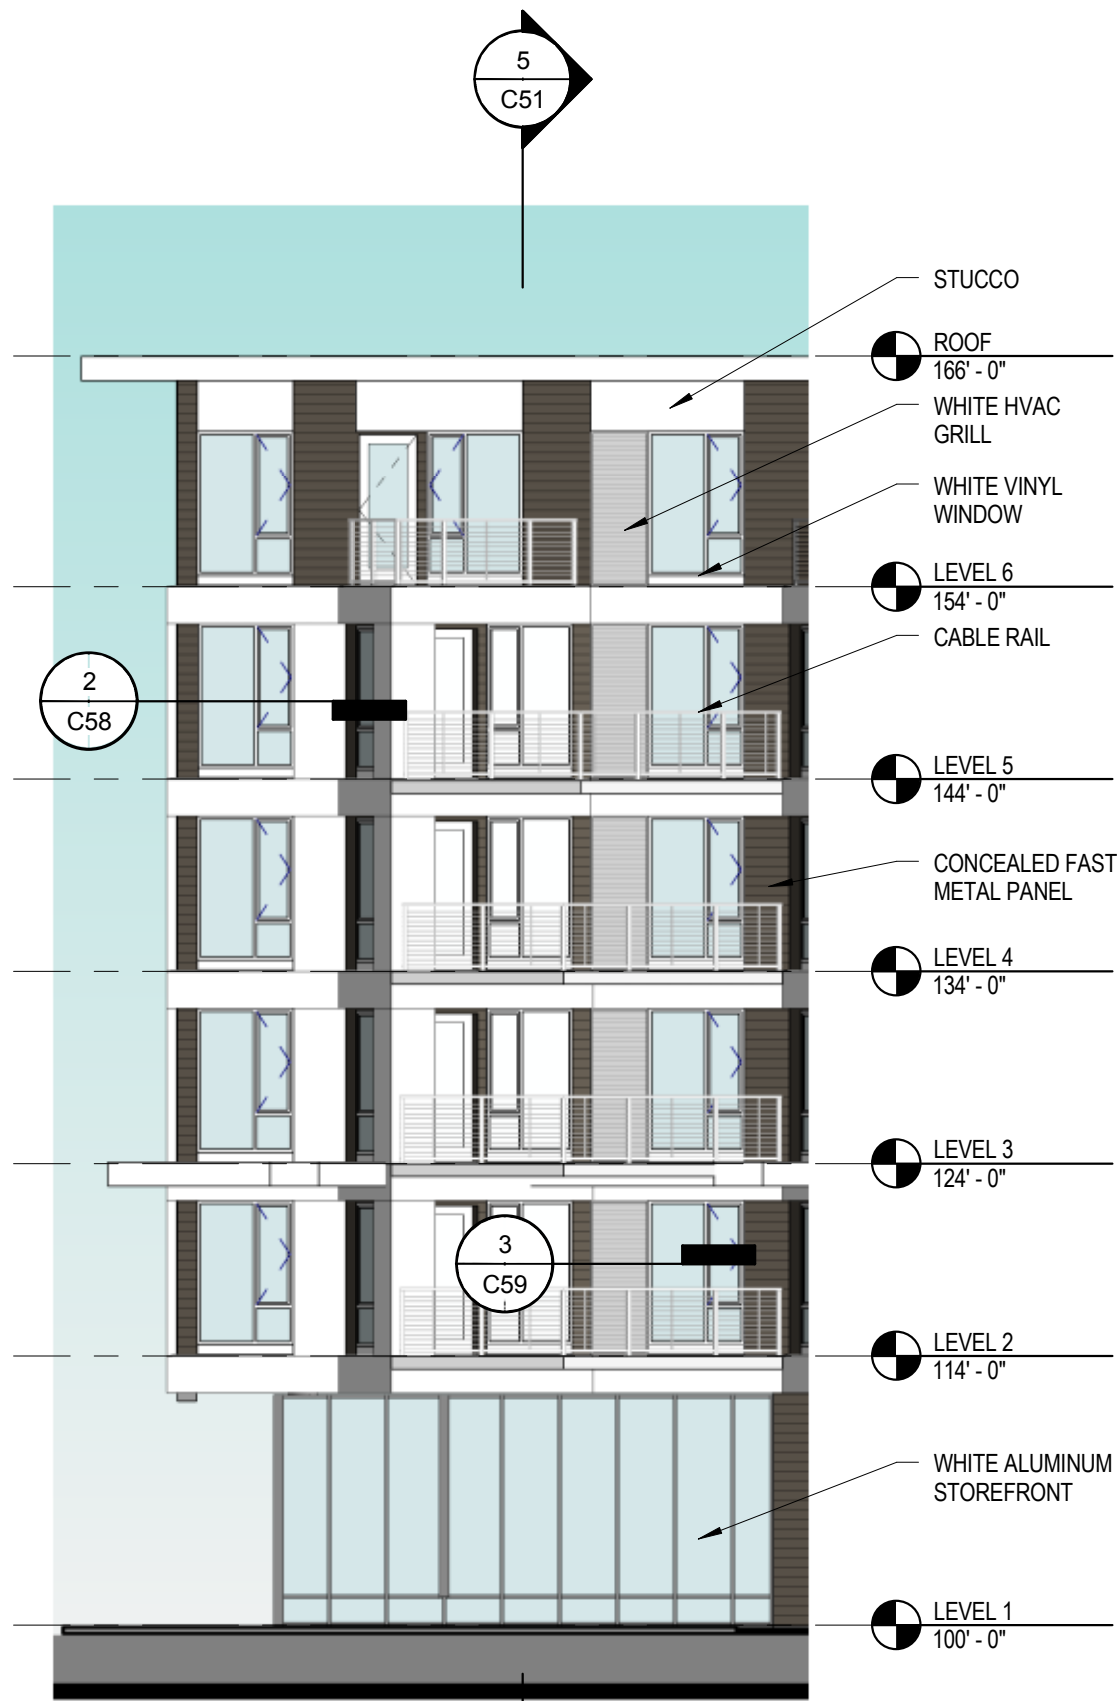 5
C51
STUCCO
ROOF
166' - 0"
WHITE HVAC
GRILL
WHITE VINYL
WINDOW
LEVEL 6
154' - 0"
CABLE RAIL
2
C58
LEVEL 5
144' - 0"
CONCEALED FAST
METAL PANEL
LEVEL 4
134' - 0"
LEVEL 3
124' - 0"
3
C59
LEVEL 2
114' - 0"
WHITE ALUMINUM
STOREFRONT
LEVEL 1
100' - 0"